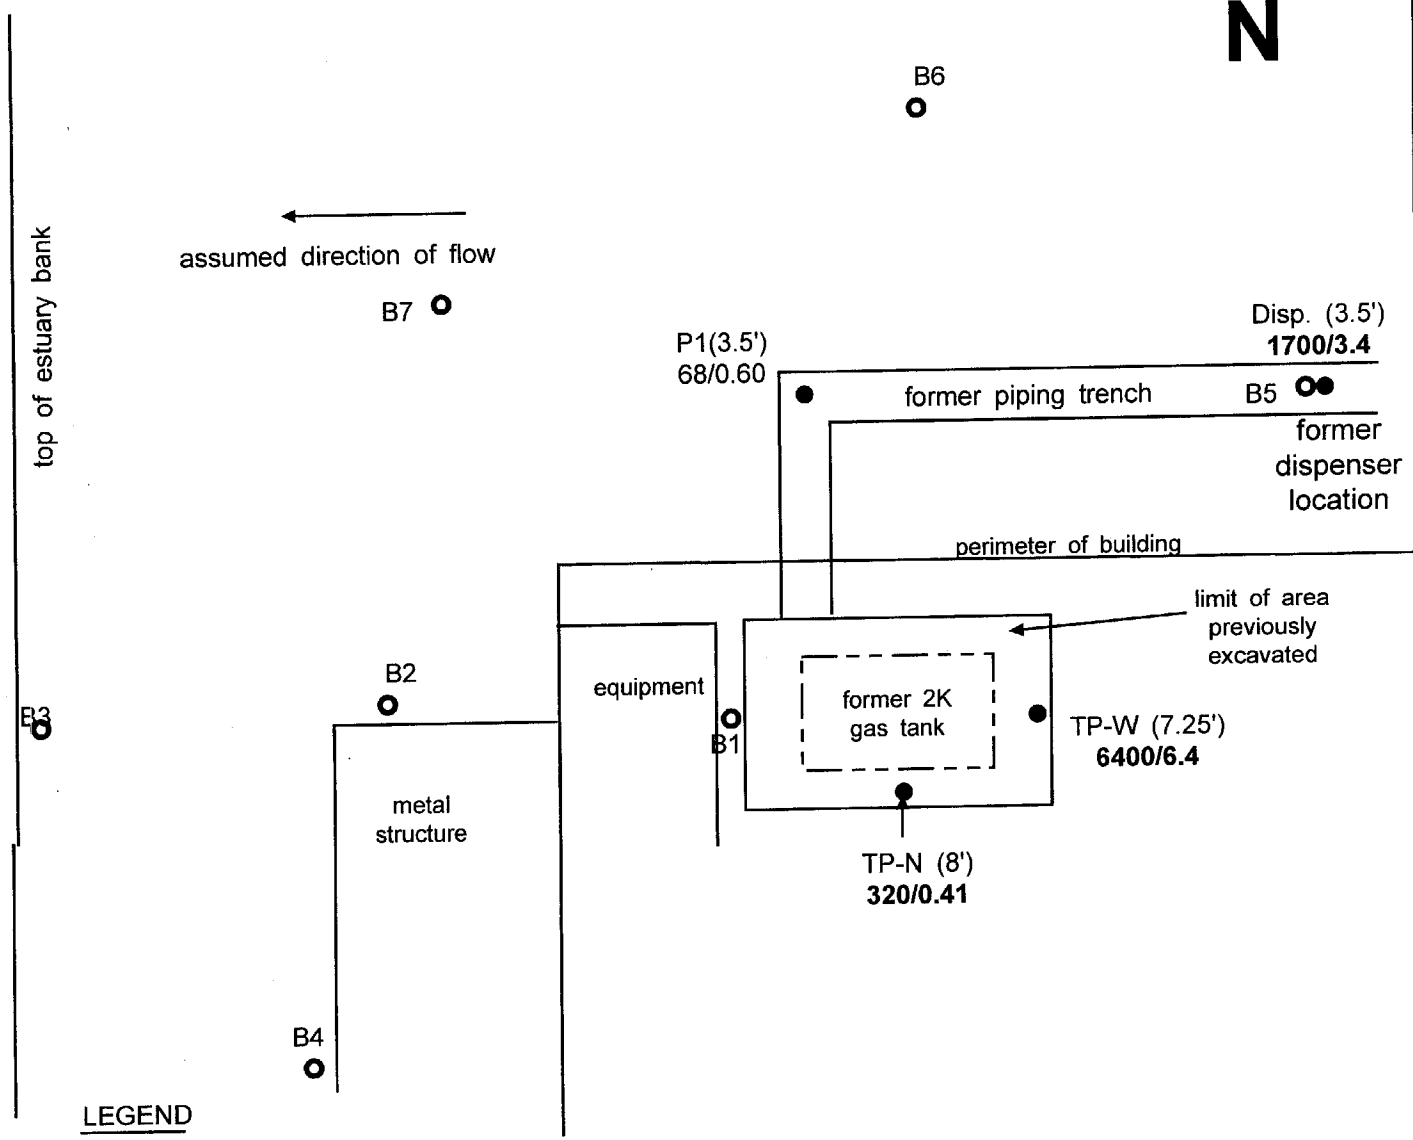 N
B6
top of estuary bank
assumed direction of flow
B7
P1(3.5')
68/0.60
Disp. (3.5')
1700/3.4
former piping trench
B5
former
dispenser
location
perimeter of building
limit of area
previously
excavated
B2
equipment
former 2K
gas tank
B3
B1
TP-W (7.25')
6400/6.4
metal
structure
TP-N (8')
320/0.41
B4
LEGEND